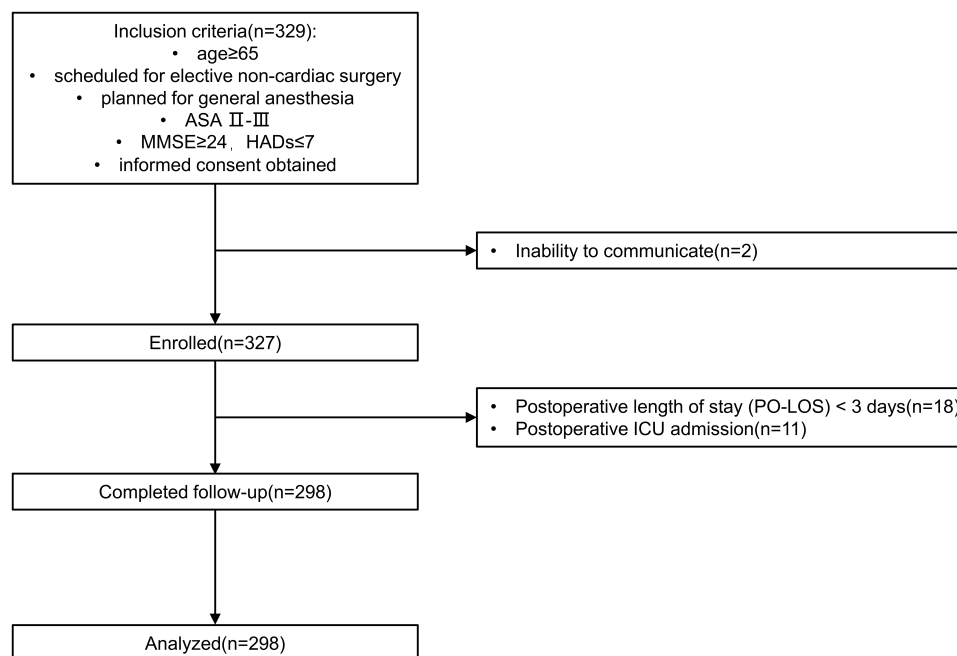 Inclusion criteria(n=329):
• age≥65
• scheduled for elective non-cardiac surgery
• planned for general anesthesia
• ASA Ⅱ-Ⅲ
• MMSE≥24, HADs≤7
• informed consent obtained
• Inability to communicate(n=2)
Enrolled(n=327)
• Postoperative length of stay (PO-LOS) < 3 days(n=18)
• Postoperative ICU admission(n=11)
Completed follow-up(n=298)
Analyzed(n=298)